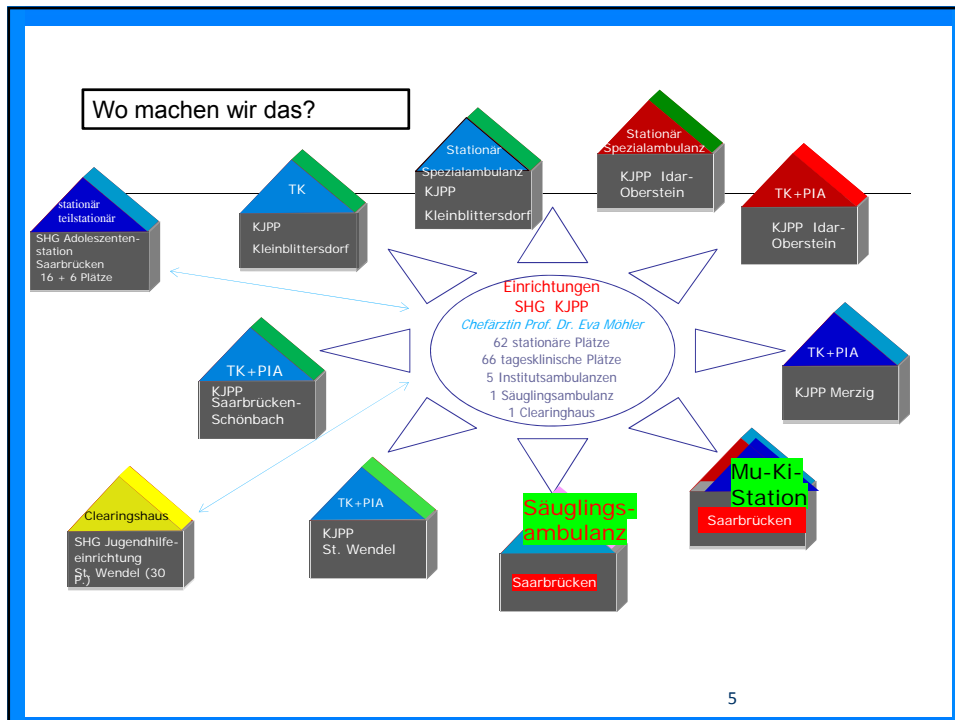 Wo machen wir das?
stationär
teilstationär
SHG Adoleszenten-
station
Saarbrücken
16 + 6 Plätze
TK
KJPP
Kleinblittersdorf
Stationär
Spezialambulanz
KJPP
Kleinblittersdorf
Stationär
Spezialambulanz
KJPP Idar-
Oberstein
TK+PIA
KJPP Idar-
Oberstein
Einrichtungen
SHG KJPP
Chefärztin Prof. Dr. Eva Möhler
62 stationäre Plätze
66 tagesklinische Plätze
5 Institutsambulanzen
1 Säuglingsambulanz
1 Clearinghaus
TK+PIA
KJPP
Saarbrücken-
Schönbach
TK+PIA
KJPP Merzig
Clearingshaus
SHG Jugendhilfe-
einrichtung
St. Wendel (30
P.)
TK+PIA
KJPP
St. Wendel
Säuglings-
ambulanz
Saarbrücken
Mu-Ki-
Station
Saarbrücken
5